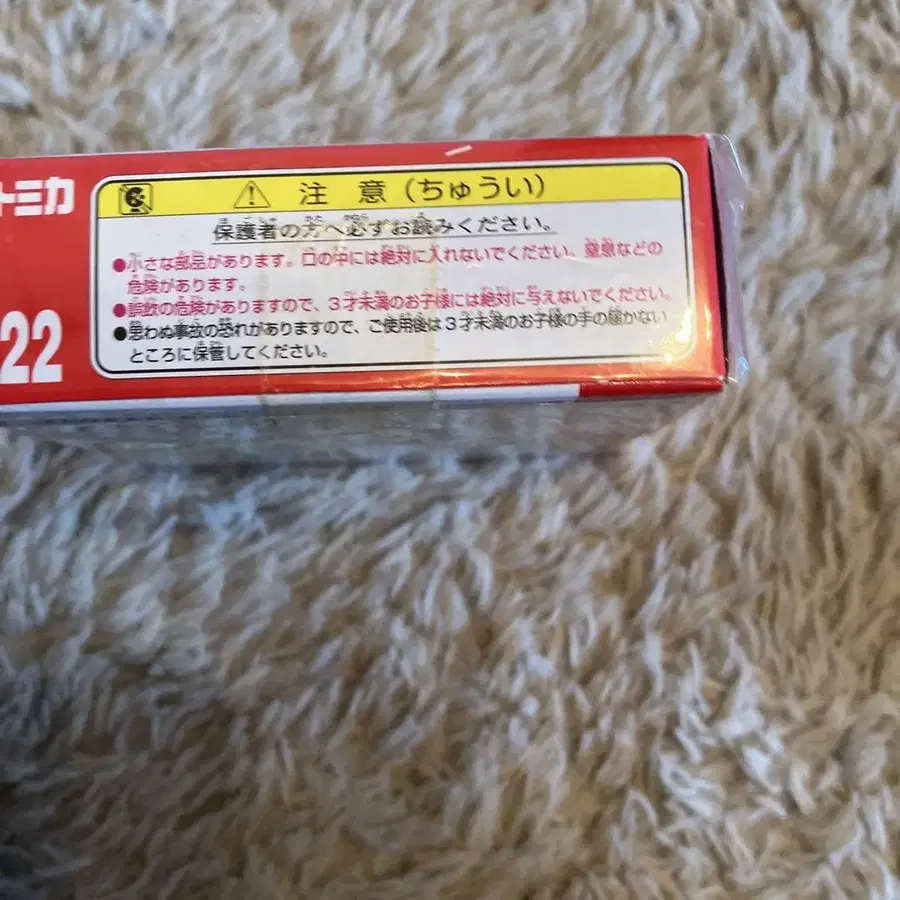 トミカ
22
注 意 (ちゅうい)
保護者の方へ必ずお読みください。
●小さな部品があります。口の中には絶対に入れないでください。窒息などの
危険があります。
●誤飲の危険がありますので、3才未満のお子様には絶対に与えないでください。
●思わぬ事故の恐れがありますので、ご使用後は3才未満のお子様の手の届かない
ところに保管してください。